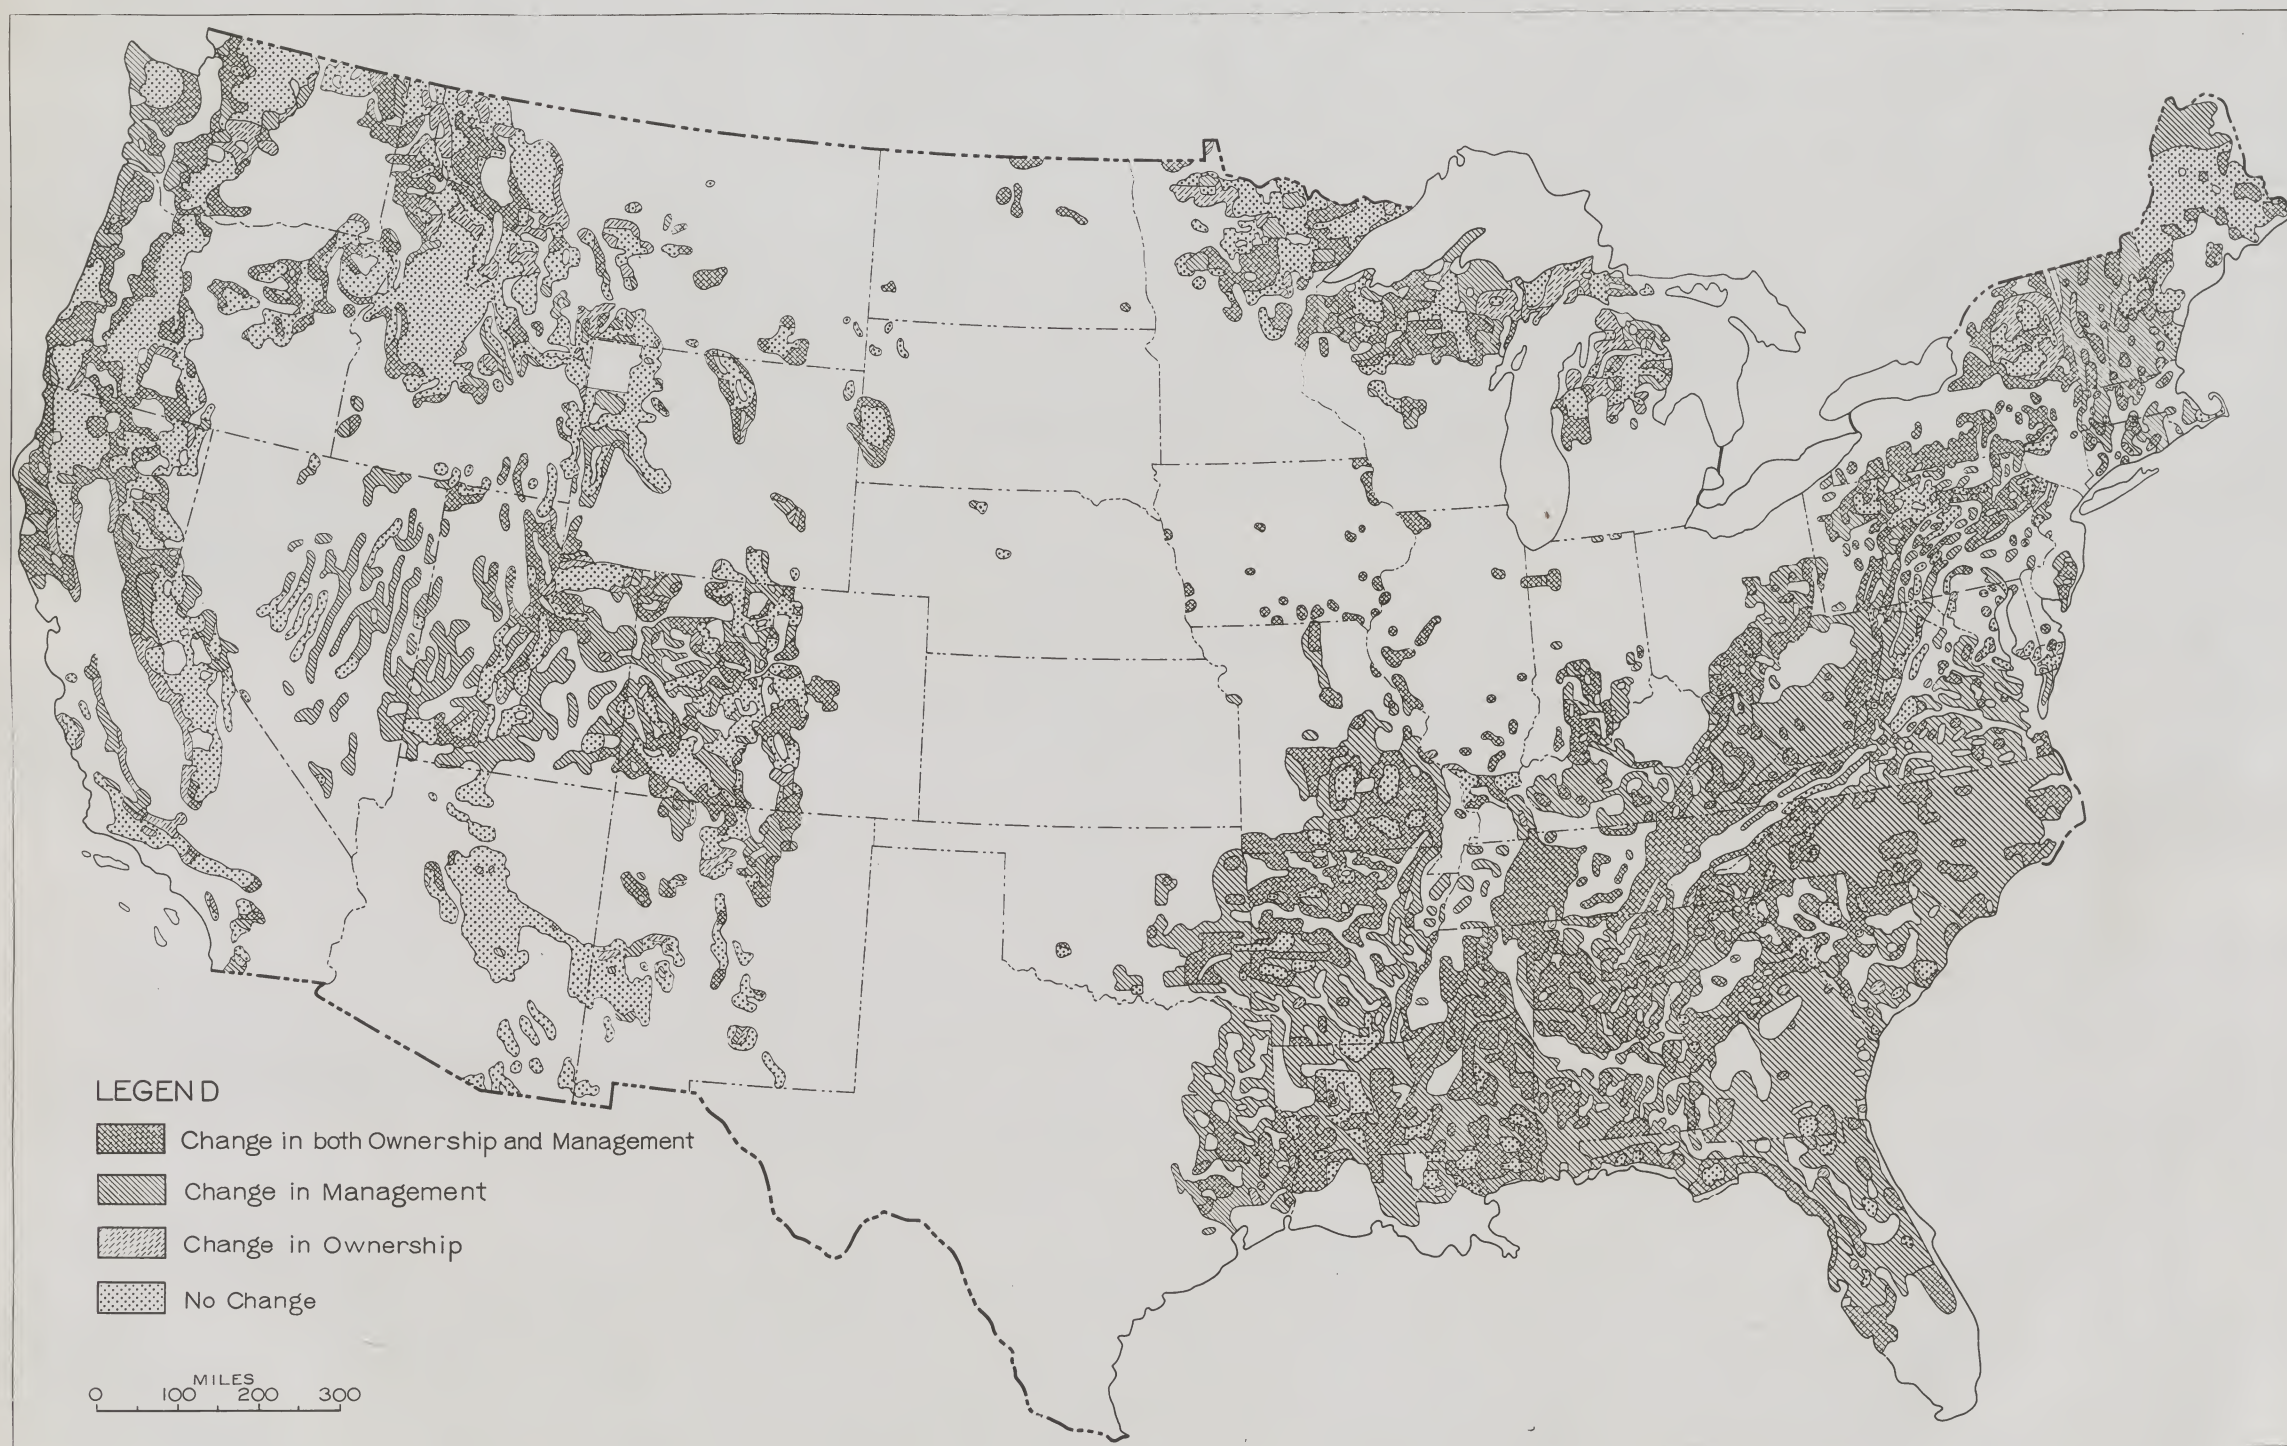 LEGEND
Change in both Ownership and Management
Change in Management
Change in Ownership
No Change
MILES
0 100 200 300